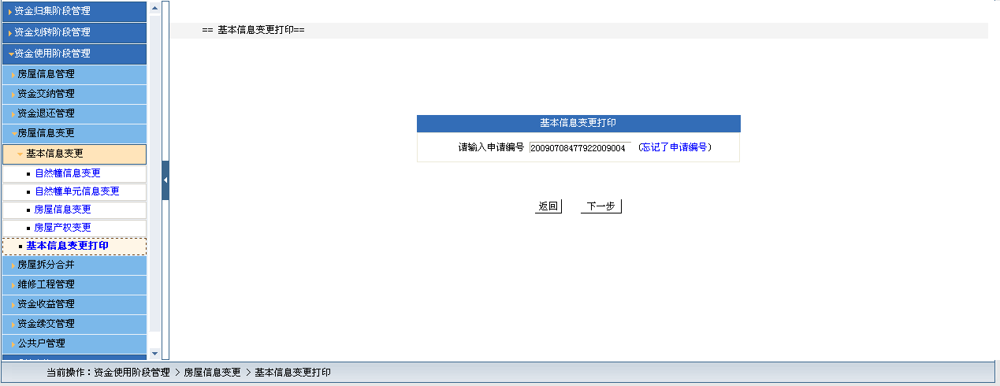 资金归集阶段管理
资金划转阶段管理
资金使用阶段管理
房屋信息管理
资金交纳管理
资金退还管理
房屋信息变更
基本信息变更
自然幢信息变更
自然幢单元信息变更
房屋信息变更
房屋产权变更
基本信息变更打印
房屋拆分合并
维修工程管理
资金收益管理
资金续交管理
公共户管理
== 基本信息变更打印==
基本信息变更打印
请输入申请编号 20090708477922009004 (忘记了申请编号)
返回 下一步
当前操作：资金使用阶段管理 > 房屋信息变更 > 基本信息变更打印